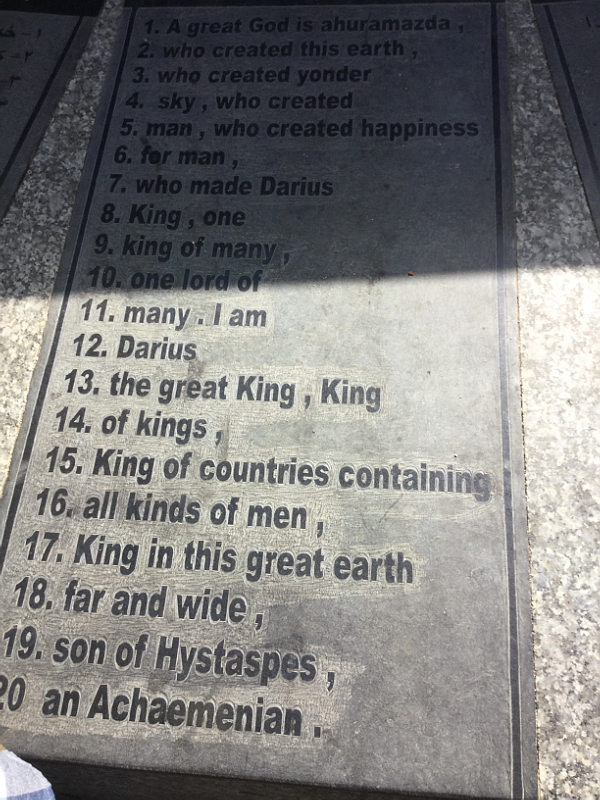 1. A great God is ahuramazda ,
2. who created this earth ,
3. who created yonder
4. sky , who created
5. man , who created happiness
6. for man ,
7. who made Darius
8. King , one
9. king of many ,
10. one lord of
11. many . I am
12. Darius
13. the great King , King
14. of kings ,
15. King of countries containing
16. all kinds of men ,
17. King in this great earth
18. far and wide ,
19. son of Hystaspes ,
20 an Achaemenian .